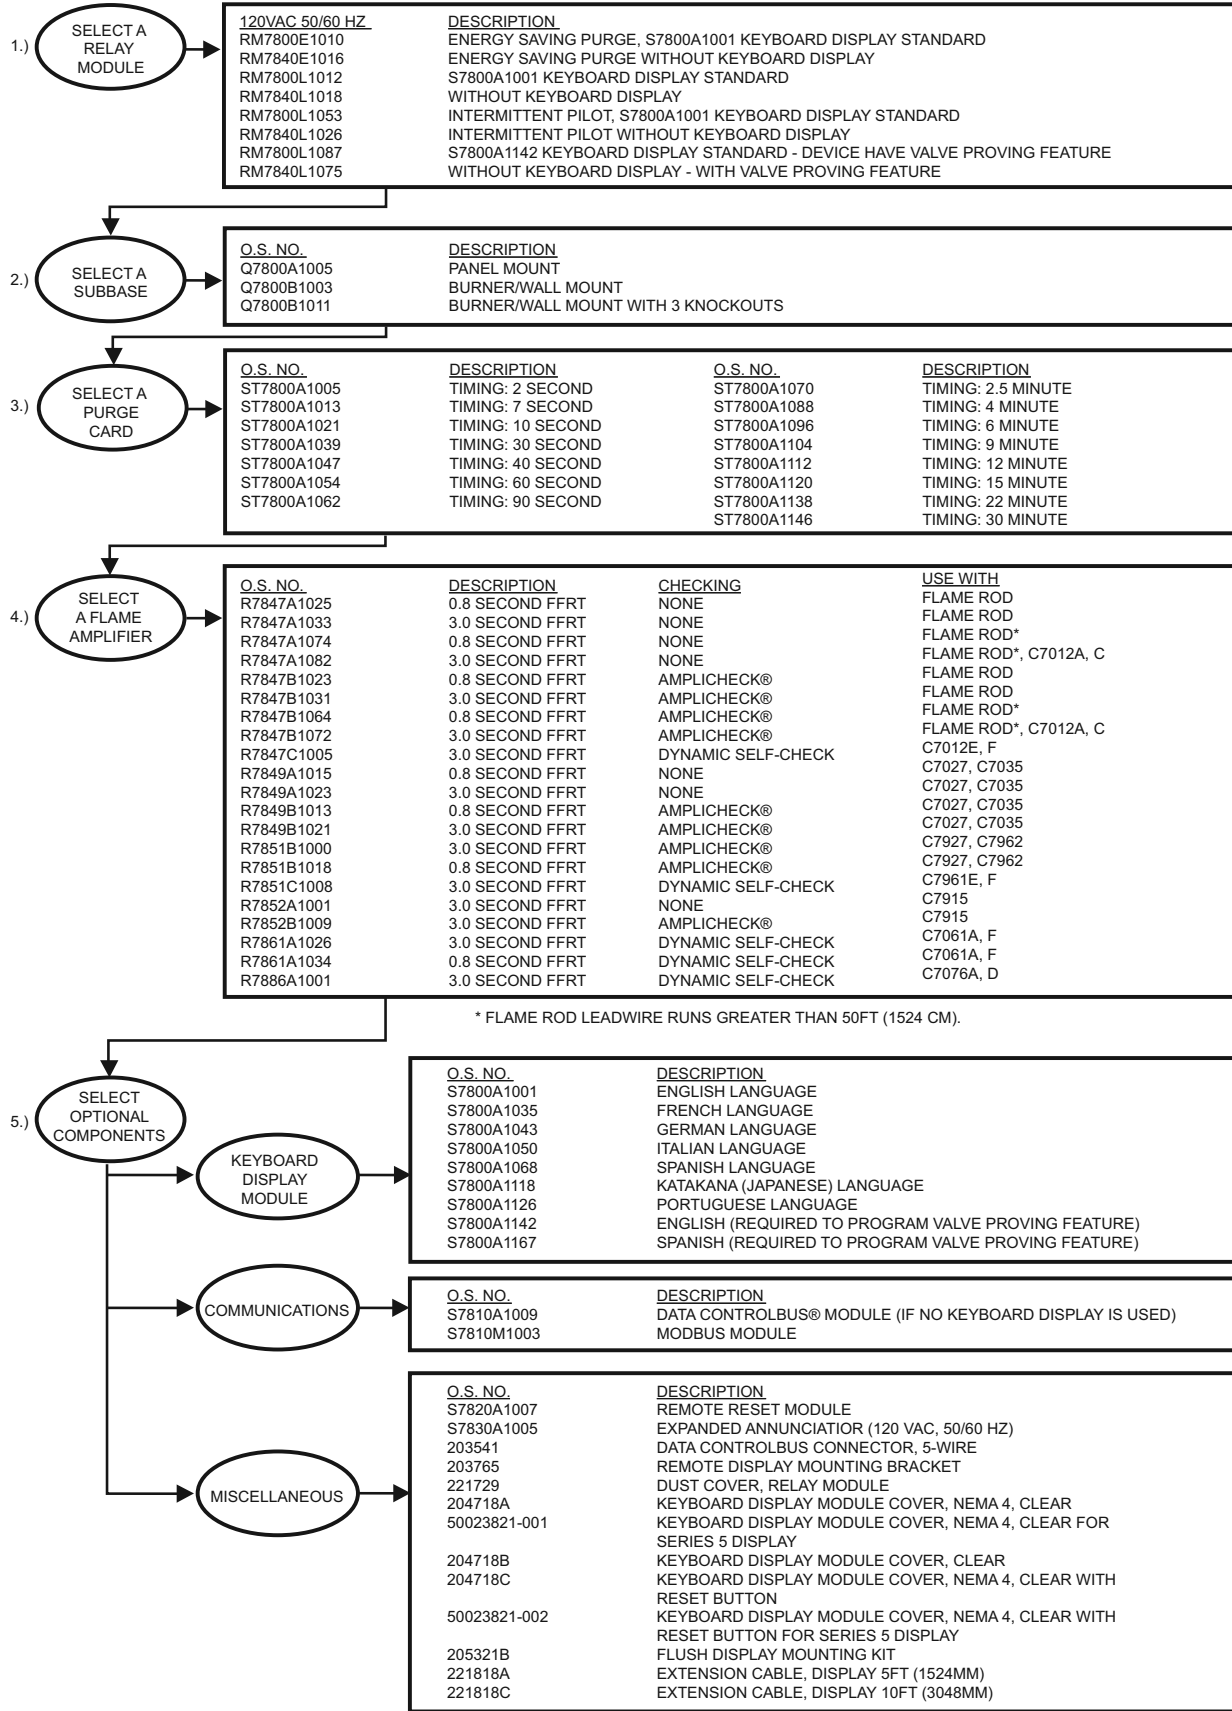 1.)
SELECT A
RELAY
MODULE
120VAC 50/60 HZ DESCRIPTION
RM7800E1010 ENERGY SAVING PURGE, S7800A1001 KEYBOARD DISPLAY STANDARD
RM7840E1016 ENERGY SAVING PURGE WITHOUT KEYBOARD DISPLAY
RM7800L1012 S7800A1001 KEYBOARD DISPLAY STANDARD
RM7840L1018 WITHOUT KEYBOARD DISPLAY
RM7800L1053 INTERMITTENT PILOT, S7800A1001 KEYBOARD DISPLAY STANDARD
RM7840L1026 INTERMITTENT PILOT WITHOUT KEYBOARD DISPLAY
RM7800L1087 S7800A1142 KEYBOARD DISPLAY STANDARD - DEVICE HAVE VALVE PROVING FEATURE
RM7840L1075 WITHOUT KEYBOARD DISPLAY - WITH VALVE PROVING FEATURE
2.)
SELECT A
SUBBASE
O.S. NO. DESCRIPTION
Q7800A1005 PANEL MOUNT
Q7800B1003 BURNER/WALL MOUNT
Q7800B1011 BURNER/WALL MOUNT WITH 3 KNOCKOUTS
3.)
SELECT A
PURGE
CARD
O.S. NO. DESCRIPTION O.S. NO. DESCRIPTION
ST7800A1005 TIMING: 2 SECOND ST7800A1070 TIMING: 2.5 MINUTE
ST7800A1013 TIMING: 7 SECOND ST7800A1088 TIMING: 4 MINUTE
ST7800A1021 TIMING: 10 SECOND ST7800A1096 TIMING: 6 MINUTE
ST7800A1039 TIMING: 30 SECOND ST7800A1104 TIMING: 9 MINUTE
ST7800A1047 TIMING: 40 SECOND ST7800A1112 TIMING: 12 MINUTE
ST7800A1054 TIMING: 60 SECOND ST7800A1120 TIMING: 15 MINUTE
ST7800A1062 TIMING: 90 SECOND ST7800A1138 TIMING: 22 MINUTE
ST7800A1146 TIMING: 30 MINUTE
4.)
SELECT
A FLAME
AMPLIFIER
O.S. NO. DESCRIPTION CHECKING USE WITH
R7847A1025 0.8 SECOND FFRT NONE FLAME ROD
R7847A1033 3.0 SECOND FFRT NONE FLAME ROD
R7847A1074 0.8 SECOND FFRT NONE FLAME ROD*
R7847A1082 3.0 SECOND FFRT NONE FLAME ROD*, C7012A, C
R7847B1023 0.8 SECOND FFRT AMPLICHECK® FLAME ROD
R7847B1031 3.0 SECOND FFRT AMPLICHECK® FLAME ROD
R7847B1064 0.8 SECOND FFRT AMPLICHECK® FLAME ROD*
R7847B1072 3.0 SECOND FFRT AMPLICHECK® FLAME ROD*, C7012A, C
R7847C1005 3.0 SECOND FFRT DYNAMIC SELF-CHECK C7012E, F
R7849A1015 0.8 SECOND FFRT NONE C7027, C7035
R7849A1023 3.0 SECOND FFRT NONE C7027, C7035
R7849B1013 0.8 SECOND FFRT AMPLICHECK® C7027, C7035
R7849B1021 3.0 SECOND FFRT AMPLICHECK® C7027, C7035
R7851B1000 3.0 SECOND FFRT AMPLICHECK® C7927, C7962
R7851B1018 0.8 SECOND FFRT AMPLICHECK® C7927, C7962
R7851C1008 3.0 SECOND FFRT DYNAMIC SELF-CHECK C7961E, F
R7852A1001 3.0 SECOND FFRT NONE C7915
R7852B1009 3.0 SECOND FFRT AMPLICHECK® C7915
R7861A1026 3.0 SECOND FFRT DYNAMIC SELF-CHECK C7061A, F
R7861A1034 0.8 SECOND FFRT DYNAMIC SELF-CHECK C7061A, F
R7886A1001 3.0 SECOND FFRT DYNAMIC SELF-CHECK C7076A, D
* FLAME ROD LEADWIRE RUNS GREATER THAN 50FT (1524 CM).
5.)
SELECT
OPTIONAL
COMPONENTS
KEYBOARD
DISPLAY
MODULE
O.S. NO. DESCRIPTION
S7800A1001 ENGLISH LANGUAGE
S7800A1035 FRENCH LANGUAGE
S7800A1043 GERMAN LANGUAGE
S7800A1050 ITALIAN LANGUAGE
S7800A1068 SPANISH LANGUAGE
S7800A1118 KATAKANA (JAPANESE) LANGUAGE
S7800A1126 PORTUGUESE LANGUAGE
S7800A1142 ENGLISH (REQUIRED TO PROGRAM VALVE PROVING FEATURE)
S7800A1167 SPANISH (REQUIRED TO PROGRAM VALVE PROVING FEATURE)
COMMUNICATIONS
O.S. NO. DESCRIPTION
S7810A1009 DATA CONTROLBUS® MODULE (IF NO KEYBOARD DISPLAY IS USED)
S7810M1003 MODBUS MODULE
MISCELLANEOUS
O.S. NO. DESCRIPTION
S7820A1007 REMOTE RESET MODULE
S7830A1005 EXPANDED ANNUNCIATIOR (120 VAC, 50/60 HZ)
203541 DATA CONTROLBUS CONNECTOR, 5-WIRE
203765 REMOTE DISPLAY MOUNTING BRACKET
221729 DUST COVER, RELAY MODULE
204718A KEYBOARD DISPLAY MODULE COVER, NEMA 4, CLEAR
50023821-001 KEYBOARD DISPLAY MODULE COVER, NEMA 4, CLEAR FOR
SERIES 5 DISPLAY
204718B KEYBOARD DISPLAY MODULE COVER, CLEAR
204718C KEYBOARD DISPLAY MODULE COVER, NEMA 4, CLEAR WITH
RESET BUTTON
50023821-002 KEYBOARD DISPLAY MODULE COVER, NEMA 4, CLEAR WITH
RESET BUTTON FOR SERIES 5 DISPLAY
205321B FLUSH DISPLAY MOUNTING KIT
221818A EXTENSION CABLE, DISPLAY 5FT (1524MM)
221818C EXTENSION CABLE, DISPLAY 10FT (3048MM)